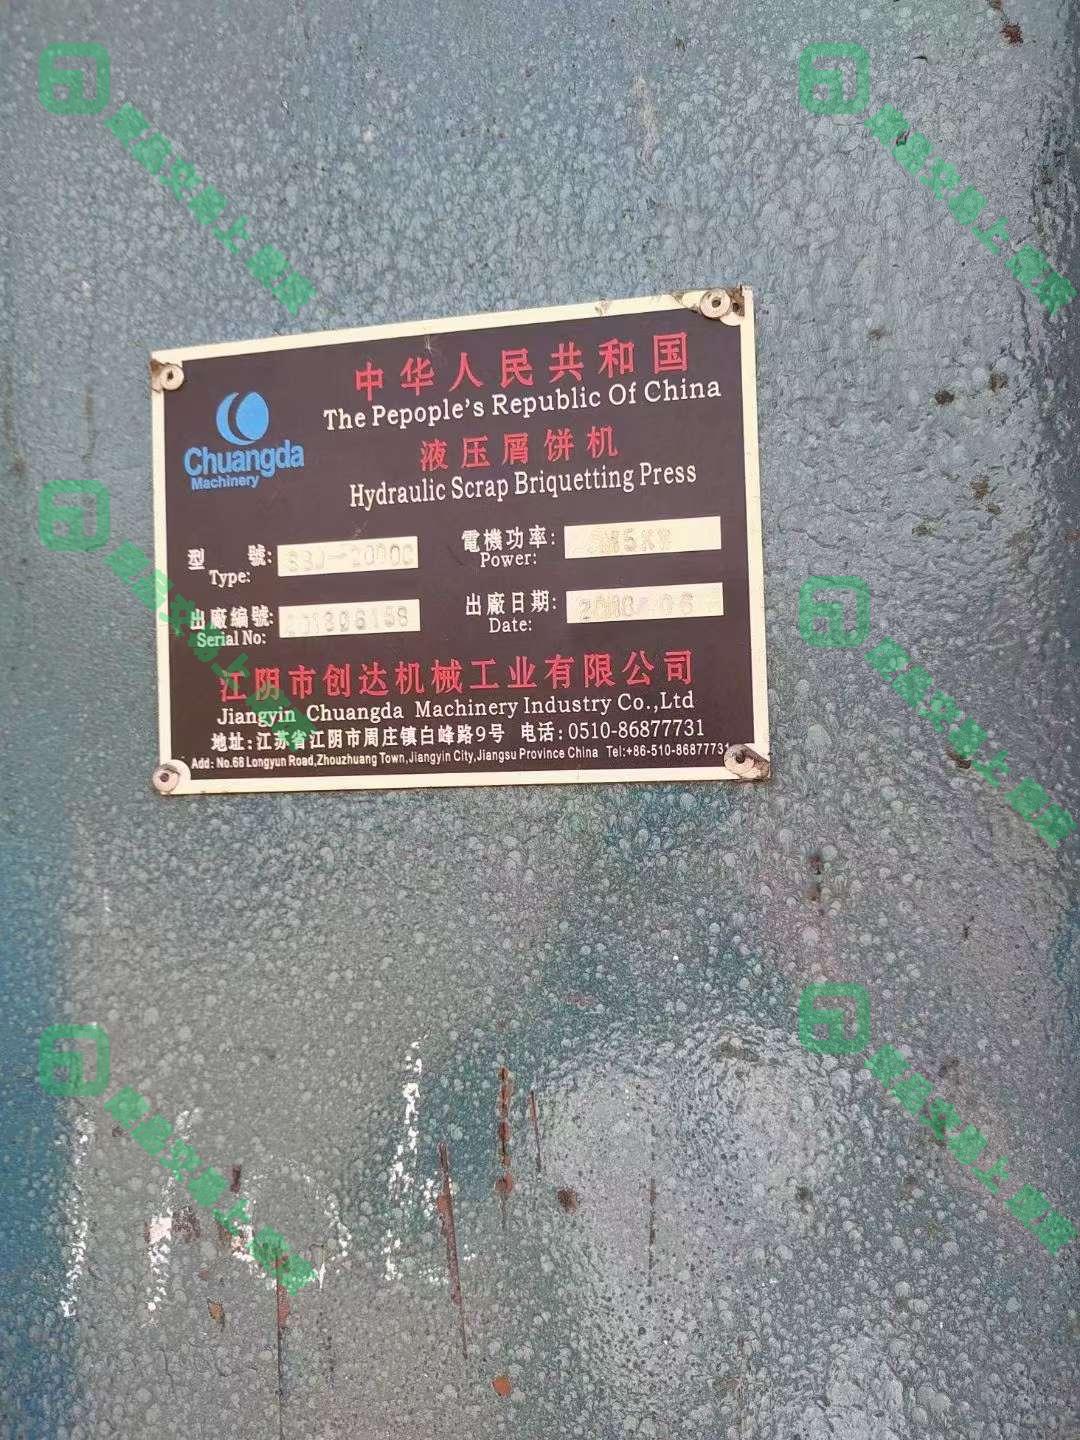 中华人民共和国
The Pepople's Republic Of China
Chuangda
Machinery
液压屑饼机
Hydraulic Scrap Briquetting Press
型 號:
Type:
電機功率:
Power:
出廠編號:
Serial No:
出廠日期:
Date:
江阴市创达机械工业有限公司
Jiangyin Chuangda Machinery Industry Co.,Ltd
地址:江苏省江阴市周庄镇白峰路9号 电话:0510-86877731
Add: No.68 Longyun Road,Zhouzhuang Town,Jiangyin City,Jiangsu Province China Tel:+86-510-86877731